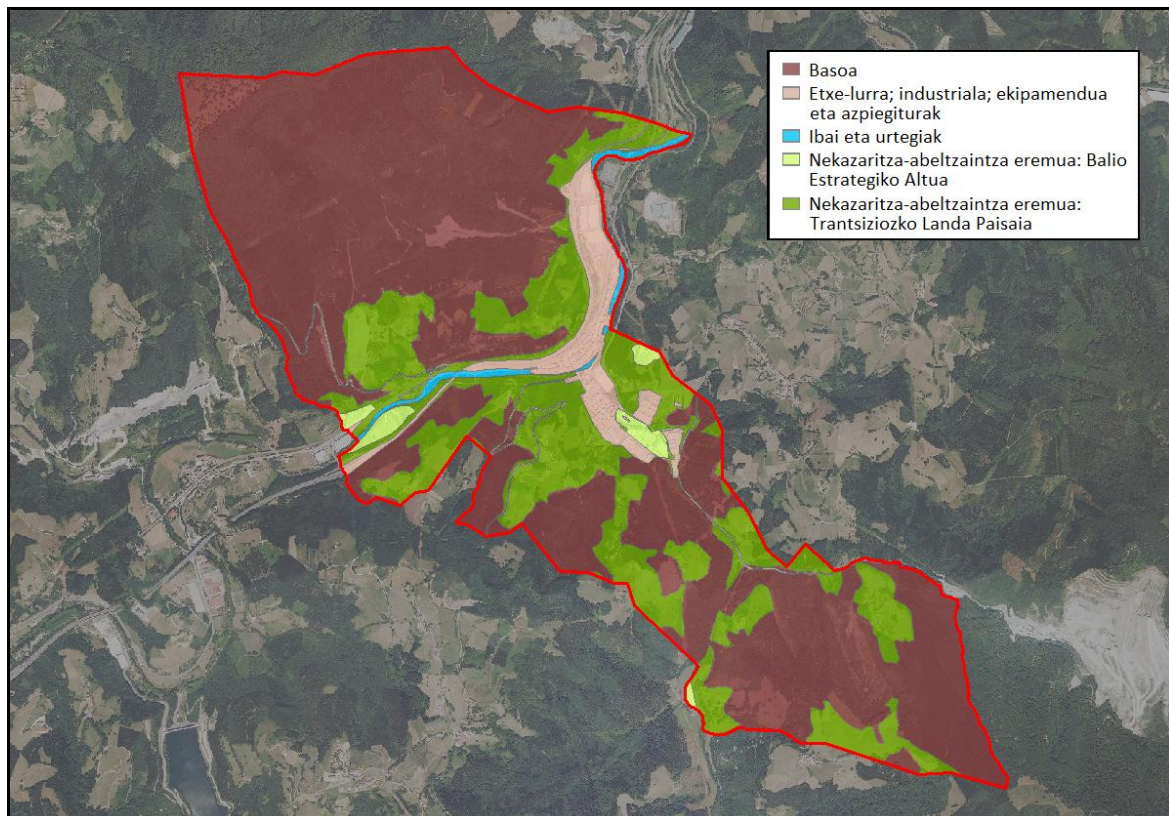 Basoa
Etxe-lurra; industriala; ekipamendua
eta azpiegiturak
Ibai eta urtegiak
Nekazaritza-abeltzaintza eremua: Balio
Estrategiko Altua
Nekazaritza-abeltzaintza eremua:
Trantsiziozko Landa Paisaia